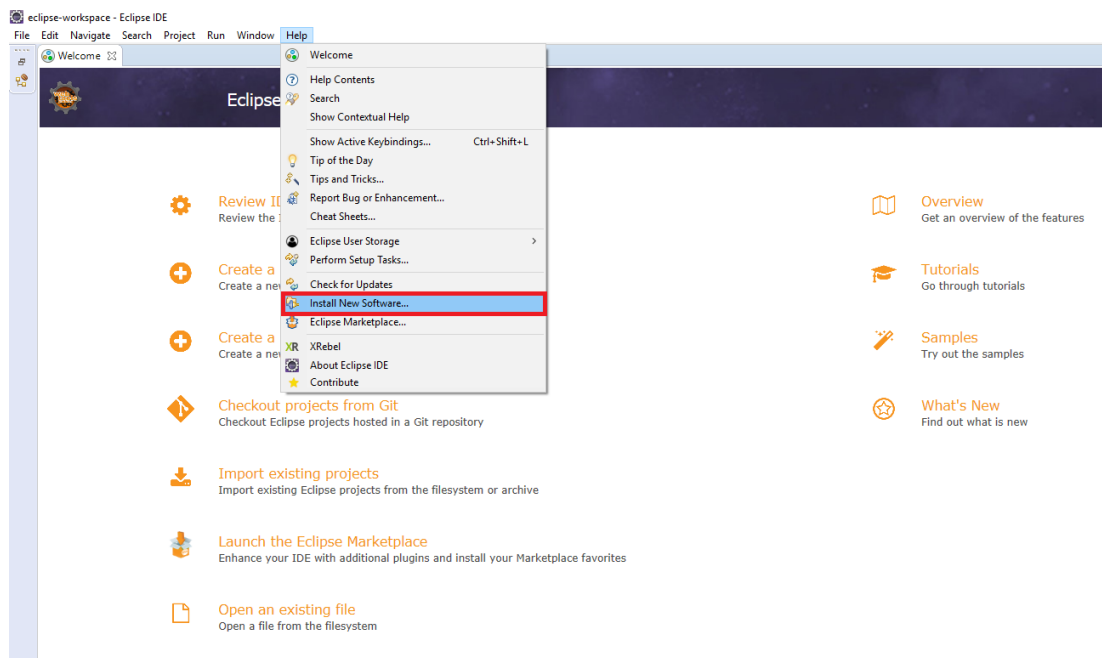 eclipse-workspace - Eclipse IDE
File Edit Navigate Search Project Run Window Help
Welcome
Eclipse
Welcome
Help Contents
Search
Show Contextual Help
Show Active Keybindings... Ctrl+Shift+L
Tip of the Day
Tips and Tricks...
Report Bug or Enhancement...
Cheat Sheets...
Eclipse User Storage
Perform Setup Tasks...
Check for Updates
Install New Software...
Eclipse Marketplace...
XR XRebel
About Eclipse IDE
Contribute
Review
Review the
Create a
Create a
Create a
Create a
Checkout projects from Git
Checkout Eclipse projects hosted in a Git repository
Import existing projects
Import existing Eclipse projects from the filesystem or archive
Launch the Eclipse Marketplace
Enhance your IDE with additional plugins and install your Marketplace favorites
Open an existing file
Open a file from the filesystem
Overview
Get an overview of the features
Tutorials
Go through tutorials
Samples
Try out the samples
What's New
Find out what is new